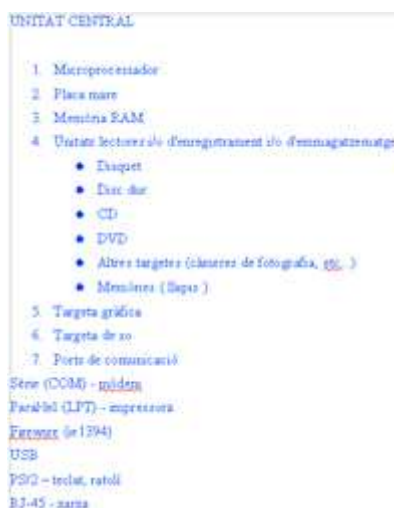 UNITAT CENTRAL
1. Microprocessador
2. Placa mare
3. Memòria RAM
4. Unitats lectores i/o d'enregistrament i/o d'emmagatzematge
● Disquet
● Disc dur
● CD
● DVD
● Altres targetes (càmeres de fotografia, etc, .)
● Memòries ( llapis )
5. Targeta gràfica
6. Targeta de so
7. Ports de comunicació
Sèrie (COM) - mòdem
Paral·lel (LPT) - impressora
(ie1394)
USB
PS/2 – teclat, ratolí
RJ-45 - xarxa